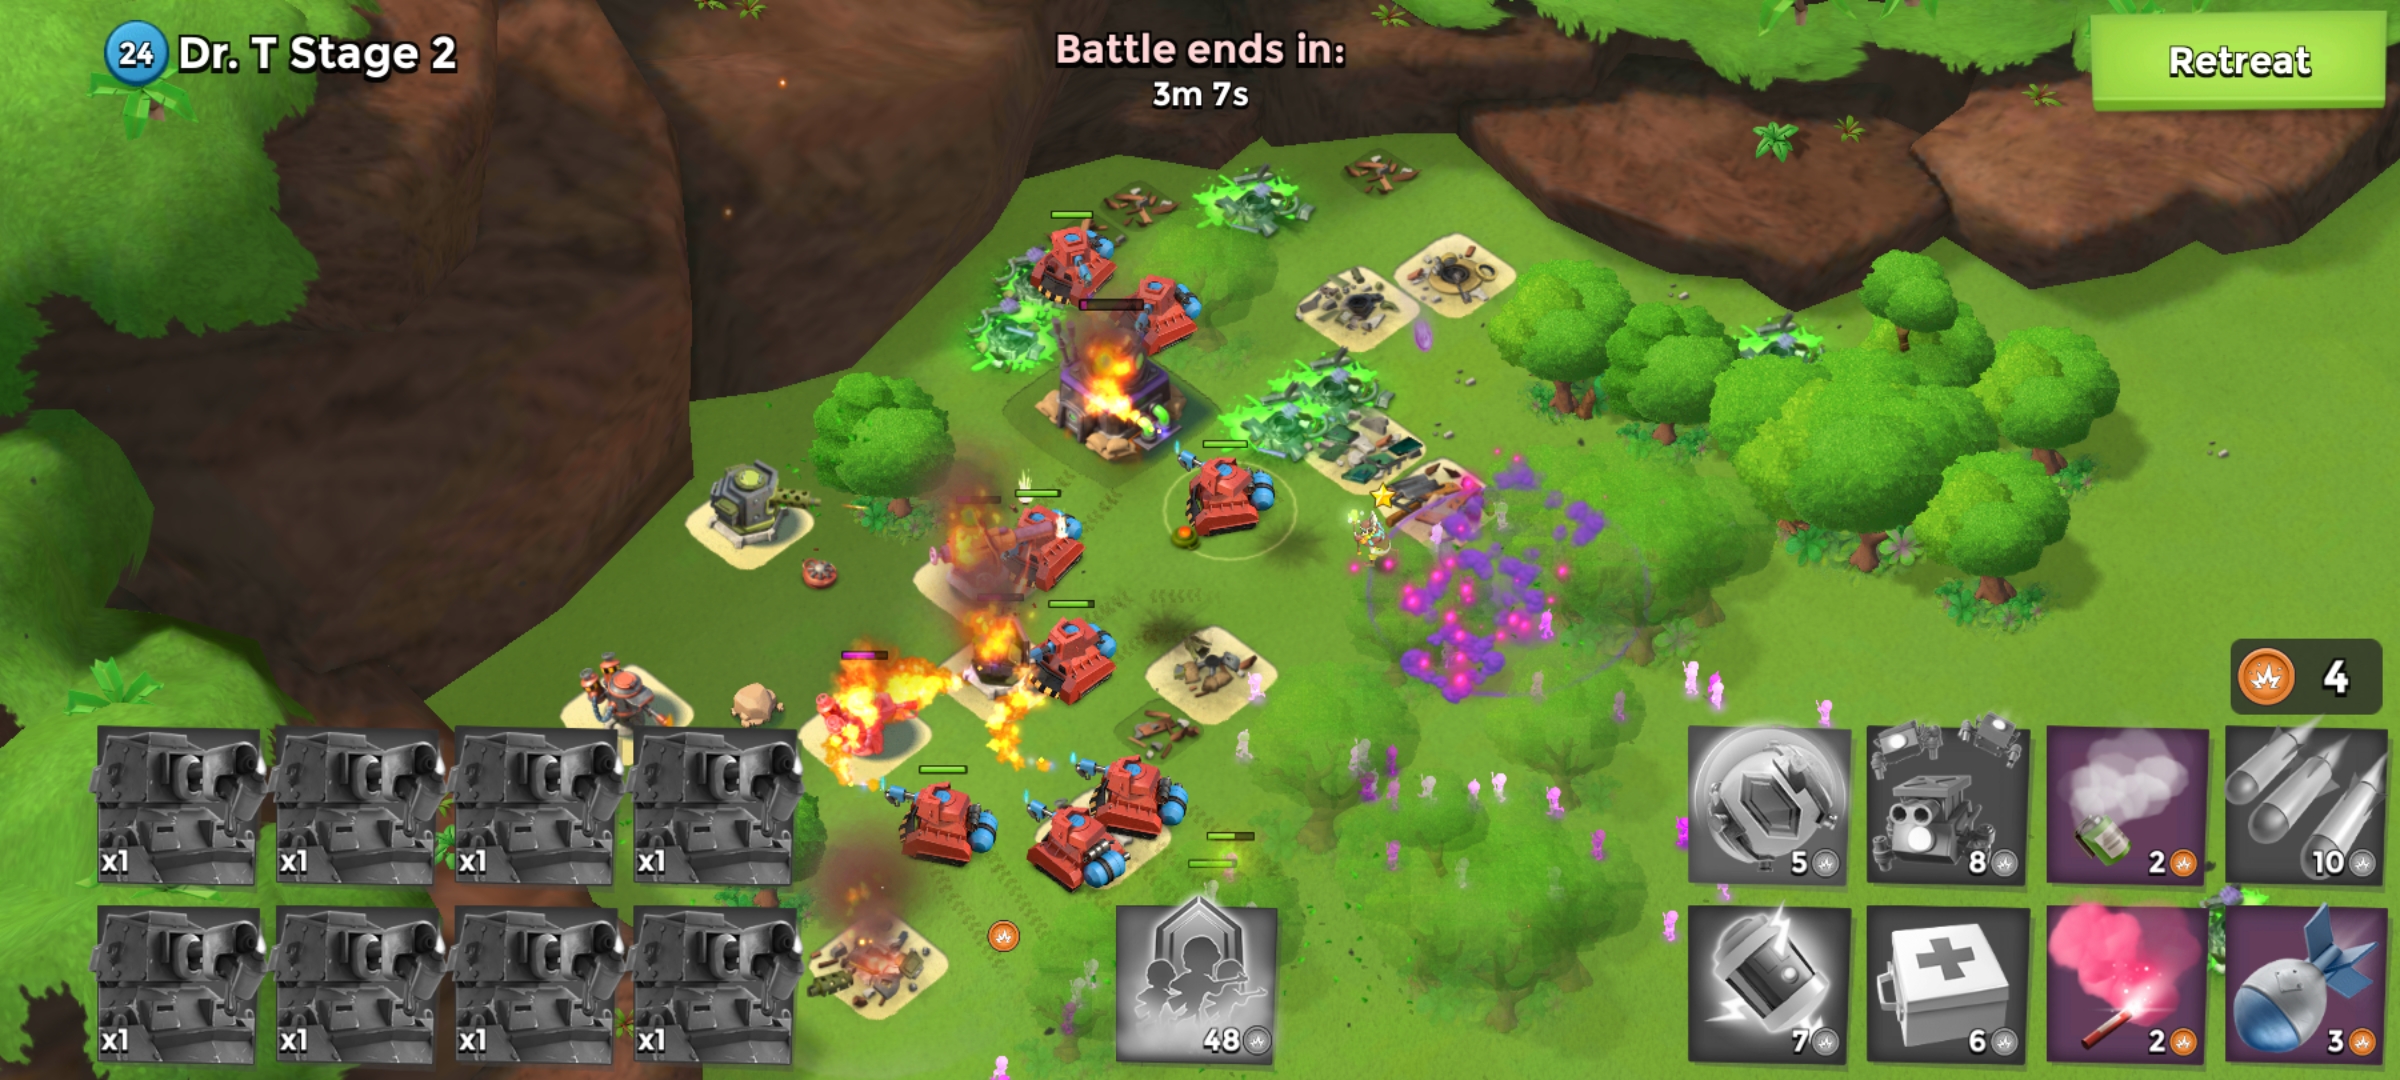 24 Dr. T Stage 2
Battle ends in:
3m 7s
Retreat
4
x1 x1 x1 x1
5 8 2 10
x1 x1 x1 x1
48
7 6 2 3